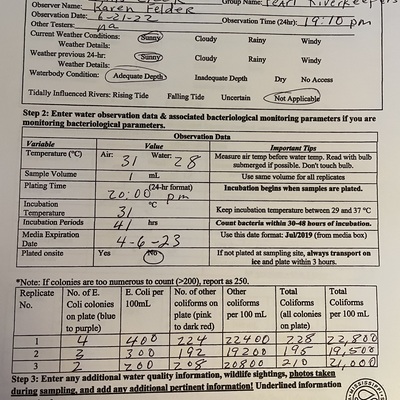 Observer Name: Karen Felder Group Name: Pearl Riverkeepers
Observation Date: 6-21-22 Observation Time (24hr): 19:10 pm
Other Testers: na
Current Weather Conditions: Sunny Cloudy Rainy Windy
Weather Details:
Weather previous 24-hr: Sunny Cloudy Rainy Windy
Weather Details:
Waterbody Condition: Adequate Depth Inadequate Depth Dry No Access
Tidally Influenced Rivers: Rising Tide Falling Tide Uncertain Not Applicable
Step 2: Enter water observation data & associated bacteriological monitoring parameters if you are
monitoring bacteriological parameters.
Observation Data
Variable Value Important Tips
Temperature (°C) Air: 31 Water: 28 Measure air temp before water temp. Read with bulb
submerged if possible. Don't touch bulb.
Sample Volume 1 mL Use same volume for all replicates
Plating Time 20:00 pm (24-hr format) Incubation begins when samples are plated.
Incubation
Temperature 31 °C Keep incubation temperature between 29 and 37 °C
Incubation Periods 41 hrs Count bacteria within 30-48 hours of incubation.
Media Expiration
Date 4-6-23 Use this date format: Jul/2019 (from media box)
Plated onsite Yes No If not plated at sampling site, always transport on
ice and plate within 3 hours.
*Note: If colonies are too numerous to count (>200), report as 250.
Replicate No. No. of E. Coli colonies on plate (blue to purple) E. Coli per 100mL No. of other coliforms on plate (pink to dark red) Other coliforms per 100 mL Total Coliforms (all colonies on plate) Total Coliforms per 100 mL
1 4 400 224 22400 228 22,800
2 3 300 192 19200 195 19,500
3 2 200 208 20800 210 21,000
Step 3: Enter any additional water quality information, wildlife sightings, photos taken
during sampling, and add any additional pertinent information! Underlined information